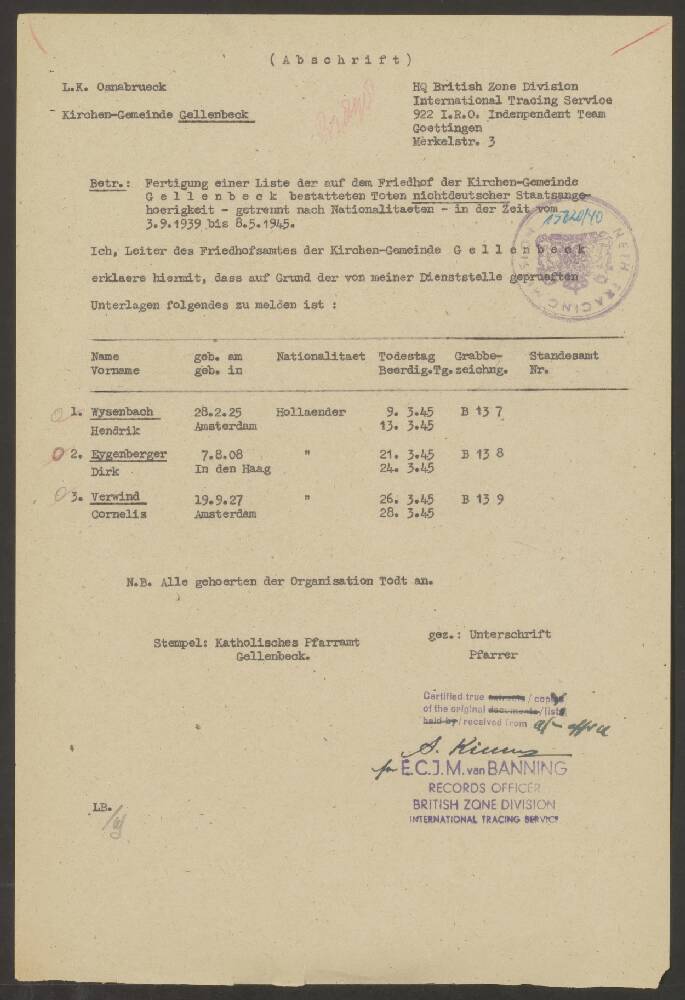 ( A b s c h r i f t )
L.K. Osnabrueck
HQ British Zone Division
International Tracing Service
Kirchen-Gemeinde Gellenbeck
922 I.R.O. Indenpendent Team
Goettingen
Merkelstr. 3
Betr.: Fertigung einer Liste der auf dem Friedhof der Kirchen-Gemeinde
G e l l e n b e c k bestatteten Toten nichtdeutscher Staatsange-
hoerigkeit - getrennt nach Nationalitaeten - in der Zeit vom
3.9.1939 bis 8.5.1945.
Ich, Leiter des Friedhofsamtes der Kirchen-Gemeinde G e l l e n b e c k
erklaere hiermit, dass auf Grund der von meiner Dienststelle geprueften
Unterlagen folgendes zu melden ist :
TRACING
Name geb. am Nationalitaet Todestag Grabbe- Standesamt
Vorname geb. in Beerdig.Tg. zeichng. Nr.
1. Wysenbach 28.2.25 Hollaender 9. 3.45 B 13 7
Hendrik Amsterdam 13. 3.45
2. Eygenberger 7.8.08 " 21. 3.45 B 13 8
Dirk In den Haag 24. 3.45
3. Verwind 19.9.27 " 26. 3.45 B 13 9
Cornelis Amsterdam 28. 3.45
N.B. Alle gehoerten der Organisation Todt an.
Stempel: Katholisches Pfarramt
Gellenbeck.
gez.: Unterschrift
Pfarrer
Certified true extracts / copies
of the original documents / lists
held by / received from
for E.C.J.M. van BANNING
RECORDS OFFICER
BRITISH ZONE DIVISION
INTERNATIONAL TRACING SERVICE
LB.